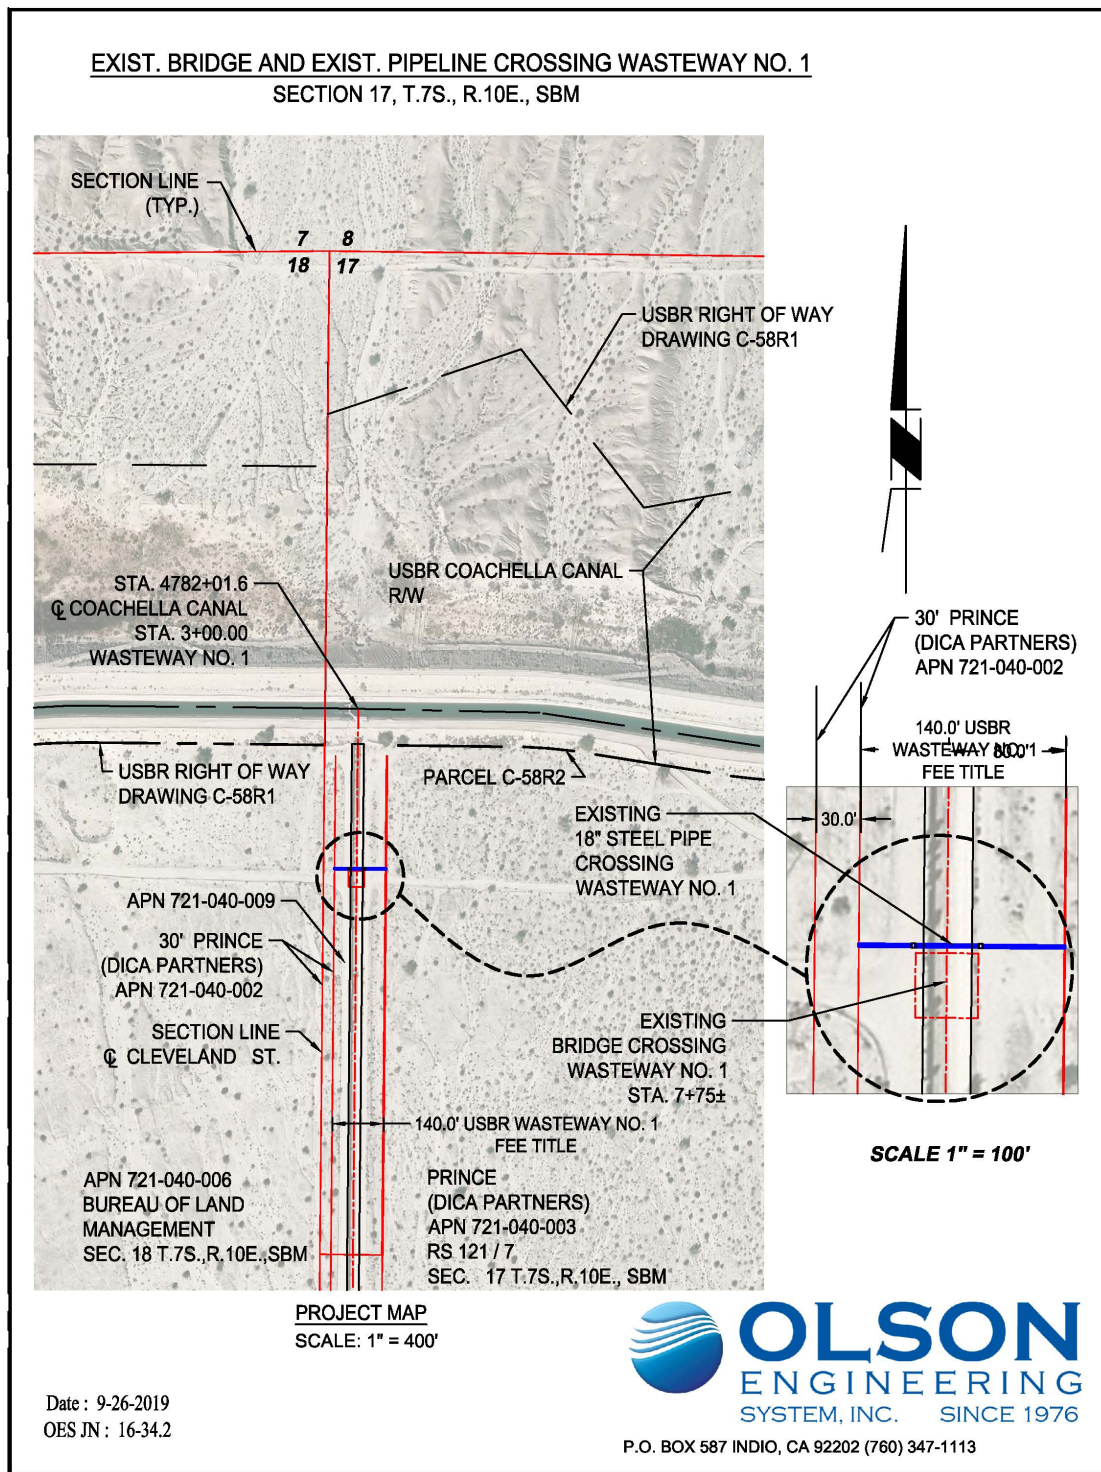 EXIST. BRIDGE AND EXIST. PIPELINE CROSSING WASTEWAY NO. 1
SECTION 17, T.7S., R.10E., SBM
SECTION LINE
(TYP.)
7 8
18 17
USBR RIGHT OF WAY
DRAWING C-58R1
USBR COACHELLA CANAL
R/W
STA. 4782+01.6
℄ COACHELLA CANAL
STA. 3+00.00
WASTEWAY NO. 1
30' PRINCE
(DICA PARTNERS)
APN 721-040-002
140.0' USBR
WASTEWAY NO. 1
80.0'
FEE TITLE
30.0'
USBR RIGHT OF WAY
DRAWING C-58R1
PARCEL C-58R2
EXISTING
18" STEEL PIPE
CROSSING
WASTEWAY NO. 1
APN 721-040-009
30' PRINCE
(DICA PARTNERS)
APN 721-040-002
SECTION LINE
℄ CLEVELAND ST.
EXISTING
BRIDGE CROSSING
WASTEWAY NO. 1
STA. 7+75±
140.0' USBR WASTEWAY NO. 1
FEE TITLE
SCALE 1" = 100'
APN 721-040-006
BUREAU OF LAND
MANAGEMENT
SEC. 18 T.7S.,R.10E.,SBM
PRINCE
(DICA PARTNERS)
APN 721-040-003
RS 121 / 7
SEC. 17 T.7S.,R.10E., SBM
PROJECT MAP
SCALE: 1" = 400'
OLSON
ENGINEERING
SYSTEM, INC. SINCE 1976
Date : 9-26-2019
OES JN : 16-34.2
P.O. BOX 587 INDIO, CA 92202 (760) 347-1113